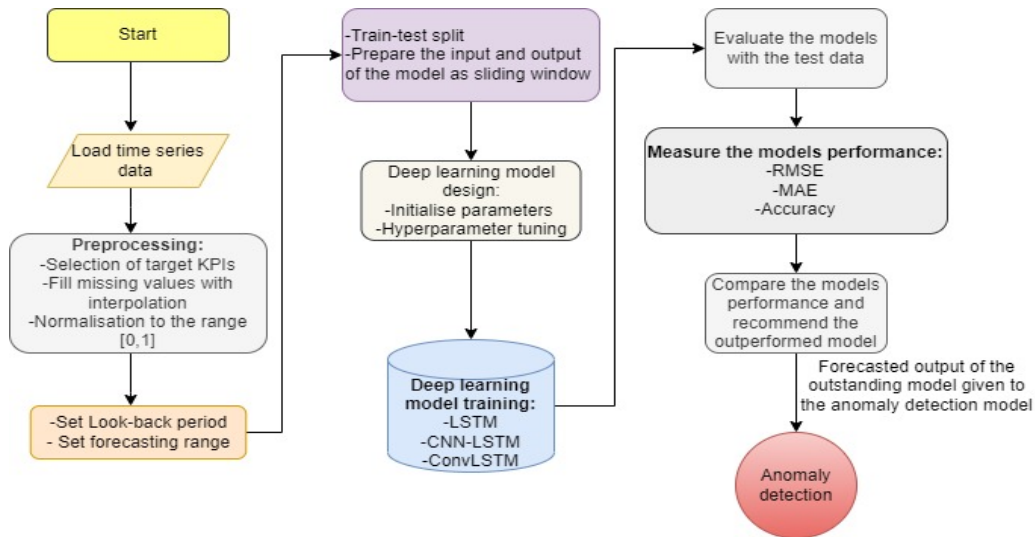 Start
Load time series
data
Preprocessing:
-Selection of target KPIs
-Fill missing values with
interpolation
-Normalisation to the range
[0,1]
-Set Look-back period
- Set forecasting range
-Train-test split
-Prepare the input and output
of the model as sliding window
Deep learning model
design:
-Initialise parameters
-Hyperparameter tuning
Deep learning
model training:
-LSTM
-CNN-LSTM
-ConvLSTM
Evaluate the models
with the test data
Measure the models performance:
-RMSE
-MAE
-Accuracy
Compare the models
performance and
recommend the
outperformed model
Forecasted output of the
outstanding model given to
the anomaly detection model
Anomaly
detection